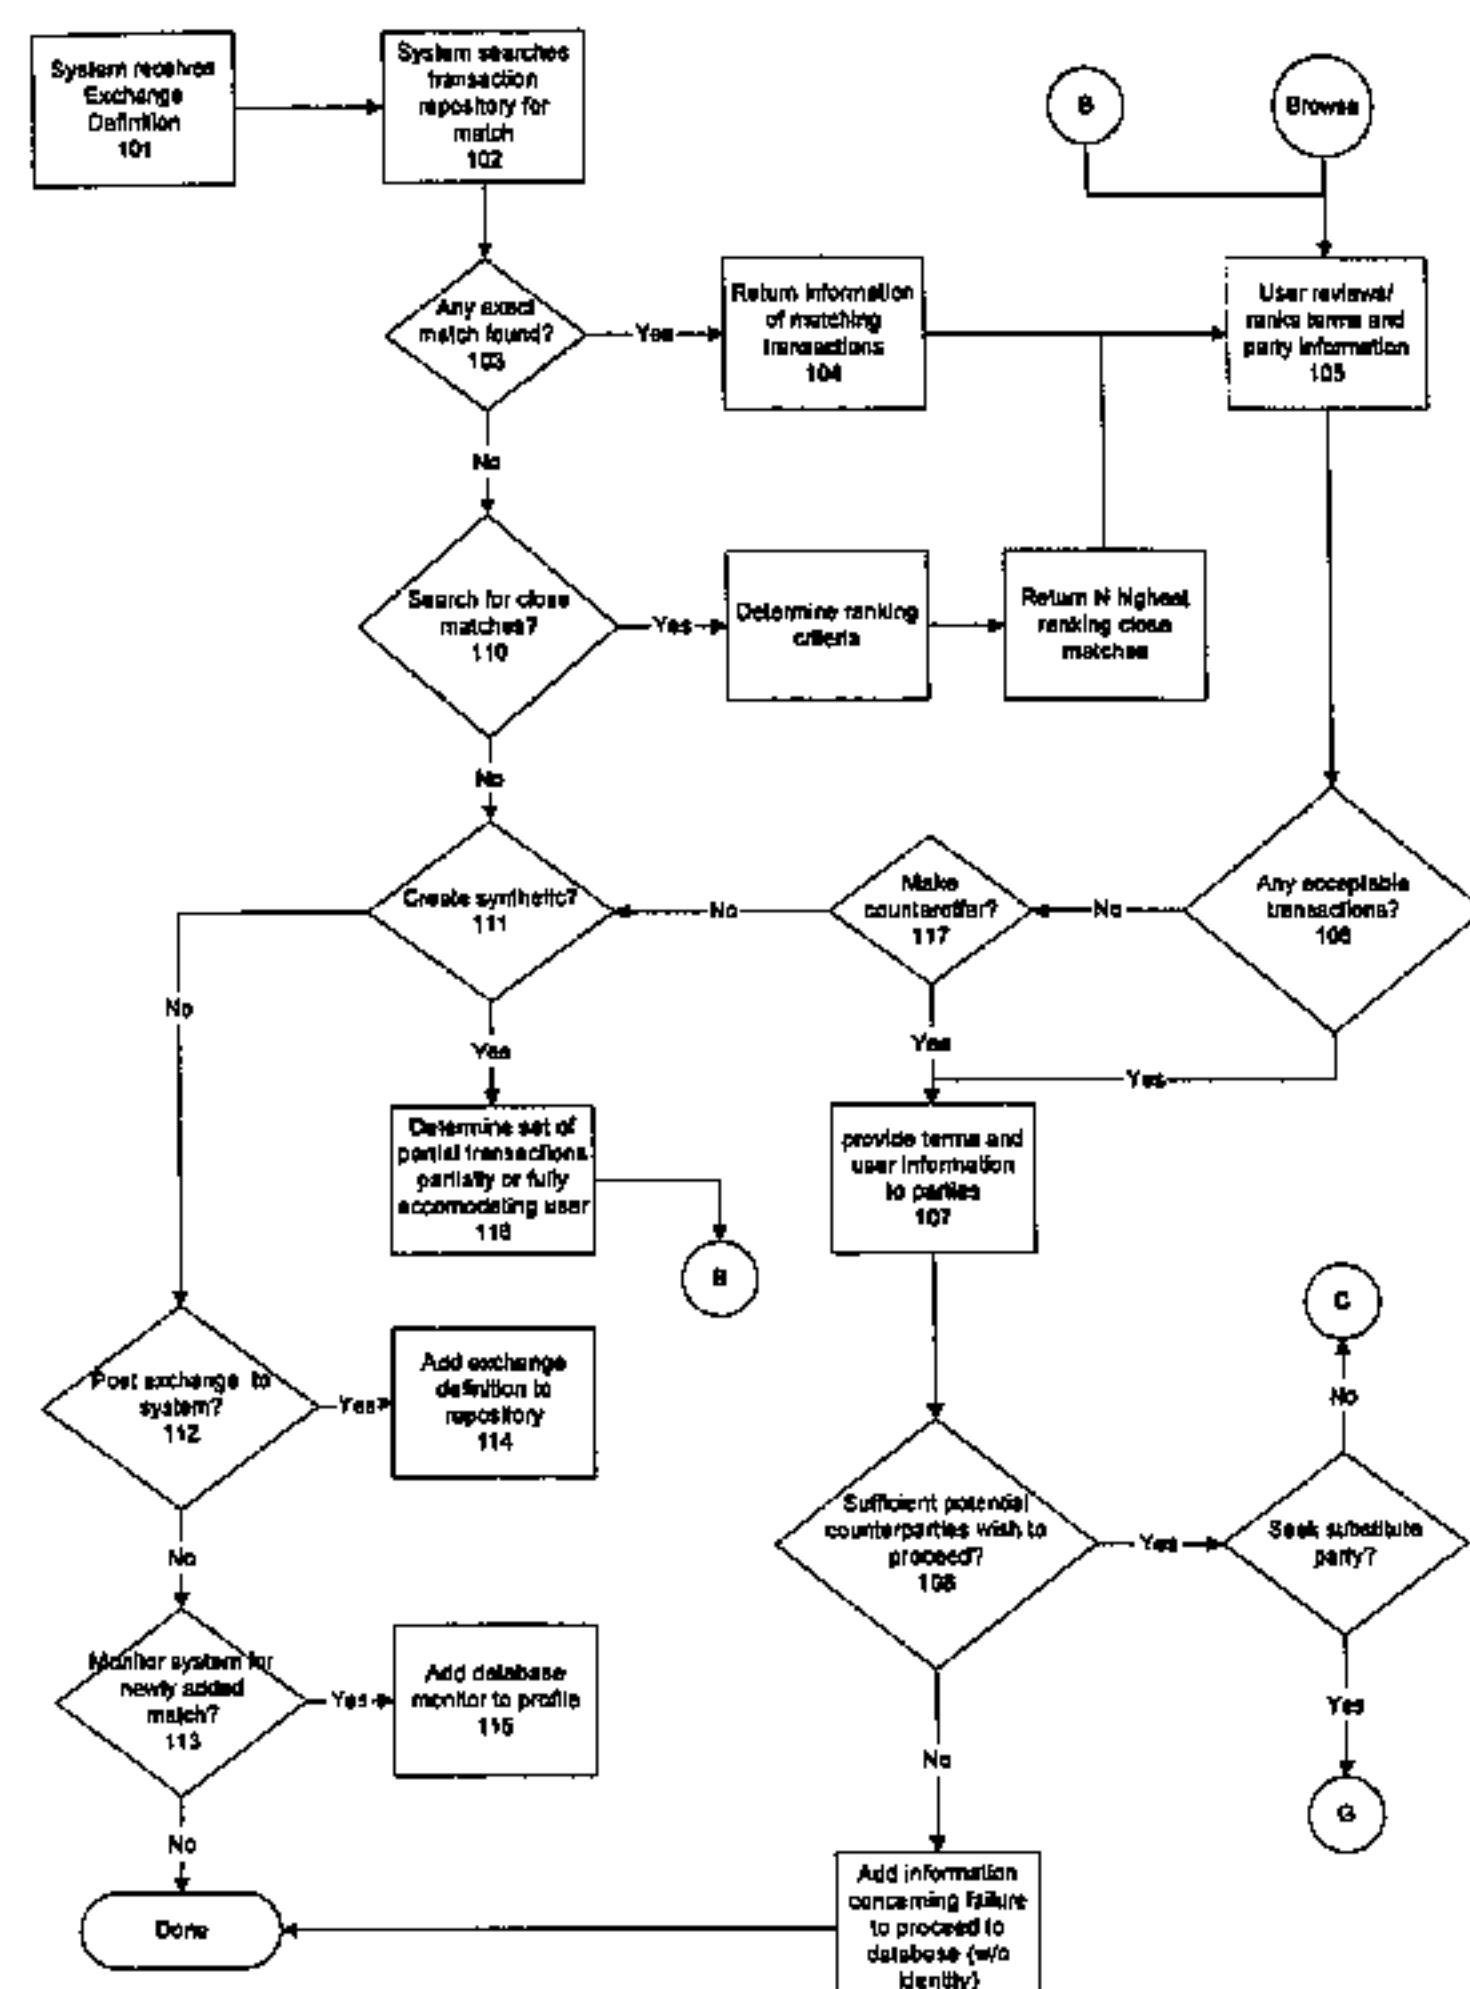 System receives
Exchange
Definition
101
System searches
transaction
repository for
match
102
B
Browse
Any exact
match found?
103
Yes
Return information
of matching
transactions
104
User reviews/
ranks terms and
party information
105
No
Search for close
matches?
110
Yes
Determine ranking
criteria
Return N highest
ranking close
matches
No
Create synthetic?
111
No
Make
counteroffer?
117
No
Any acceptable
transactions?
106
No
Yes
Yes
Yes
Determine set of
partial transactions
partially or fully
accomodating user
116
B
provide terms and
user information
to parties
107
C
No
Post exchange to
system?
112
Yes
Add exchange
definition to
repository
114
Sufficient potential
counterparties wish to
proceed?
108
Yes
Seek substitute
party?
No
Monitor system for
newly added
match?
113
Yes
Add database
monitor to profile
115
No
Yes
G
No
Done
Add information
concerning failure
to proceed to
database (w/o
identity)